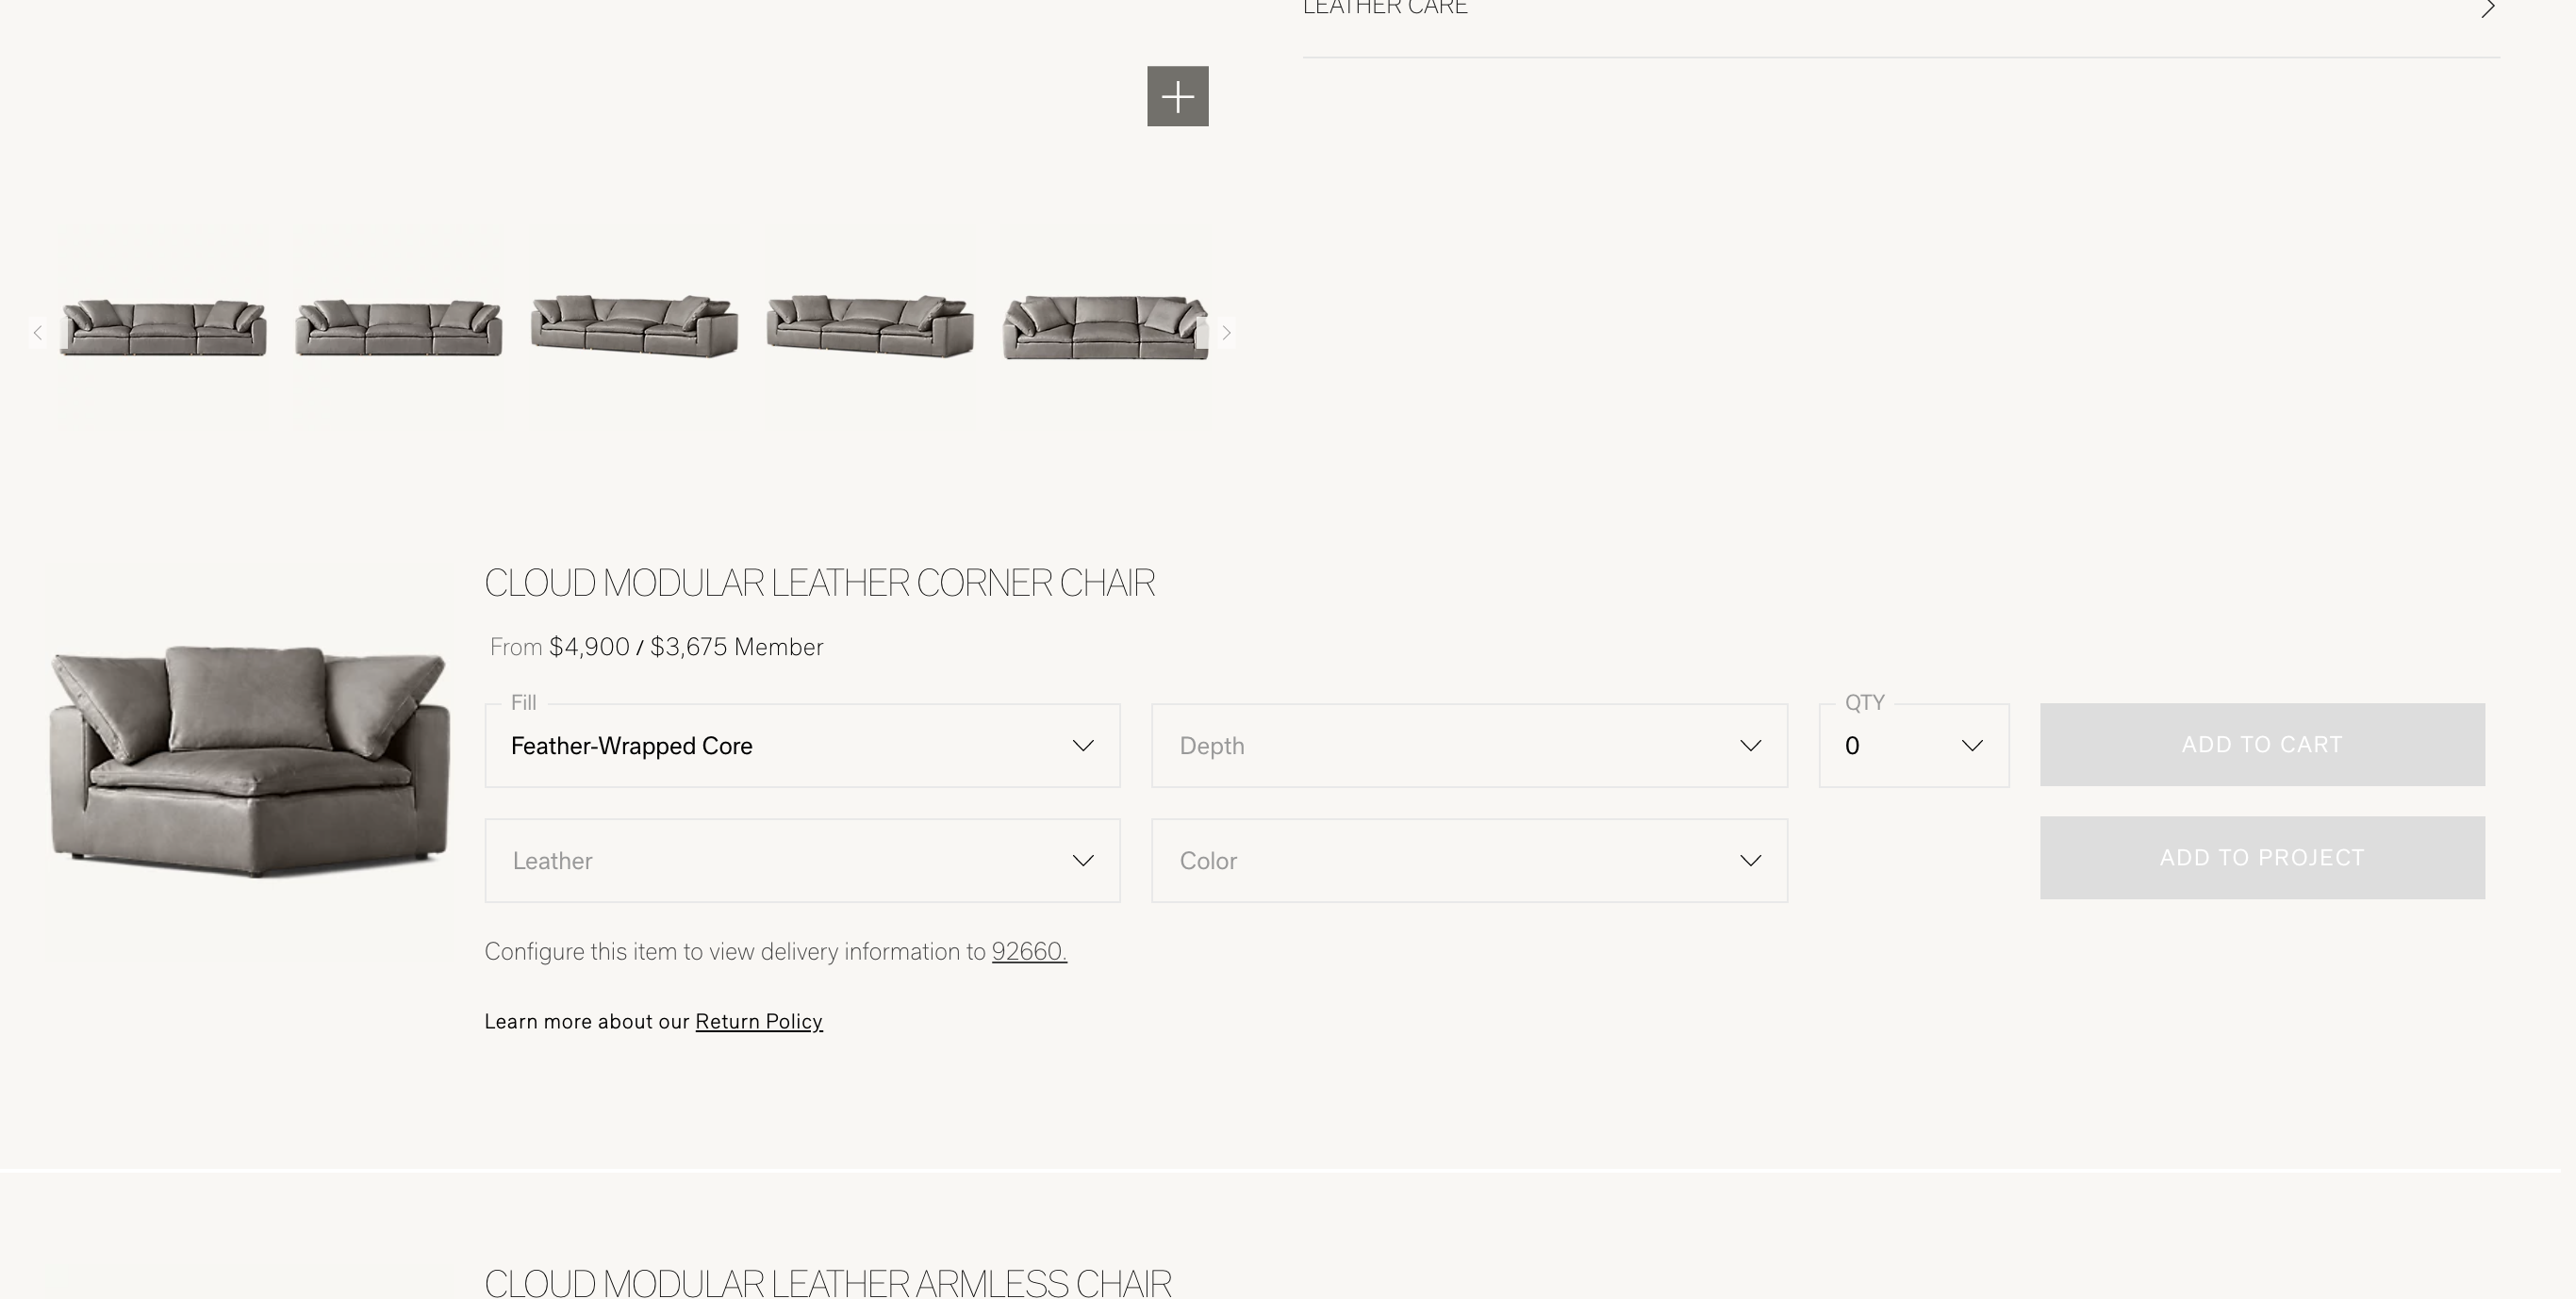 LEATHER CARE
CLOUD MODULAR LEATHER CORNER CHAIR
From $4,900 / $3,675 Member
Fill
Feather-Wrapped Core
Depth
QTY
0
ADD TO CART
Leather
Color
ADD TO PROJECT
Configure this item to view delivery information to 92660.
Learn more about our Return Policy
CLOUD MODULAR LEATHER ARMLESS CHAIR